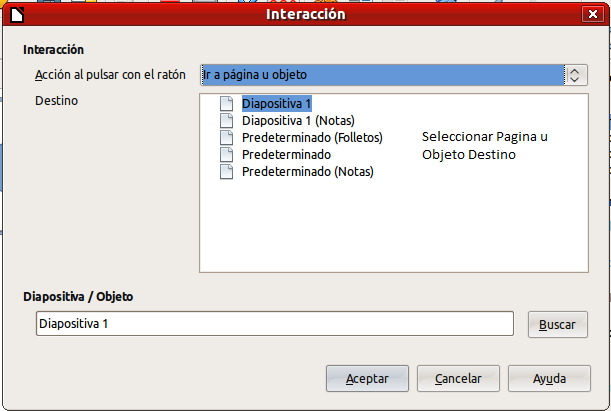 Interacción
Interacción
Acción al pulsar con el ratón
Ir a página u objeto
Destino
Diapositiva 1
Diapositiva 1 (Notas)
Predeterminado (Folletos)
Predeterminado
Predeterminado (Notas)
Seleccionar Pagina u
Objeto Destino
Diapositiva / Objeto
Diapositiva 1
Buscar
Aceptar
Cancelar
Ayuda